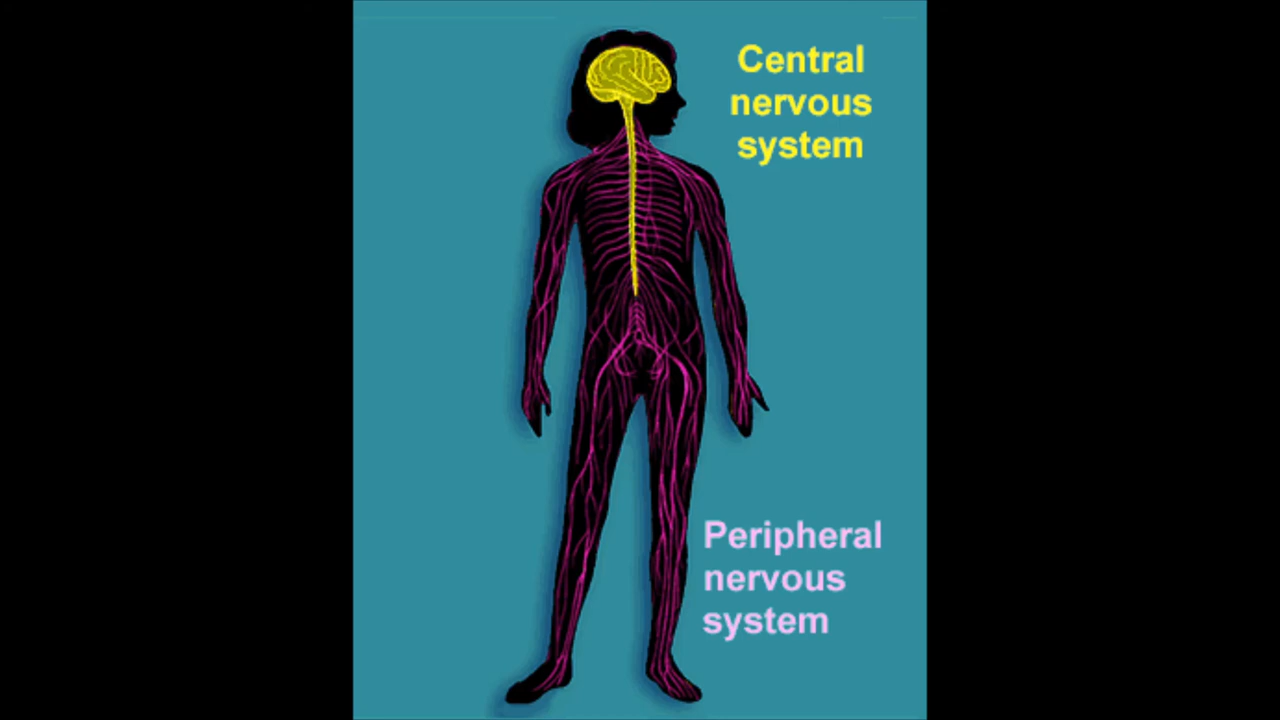 Central
nervous
system
Peripheral
nervous
system